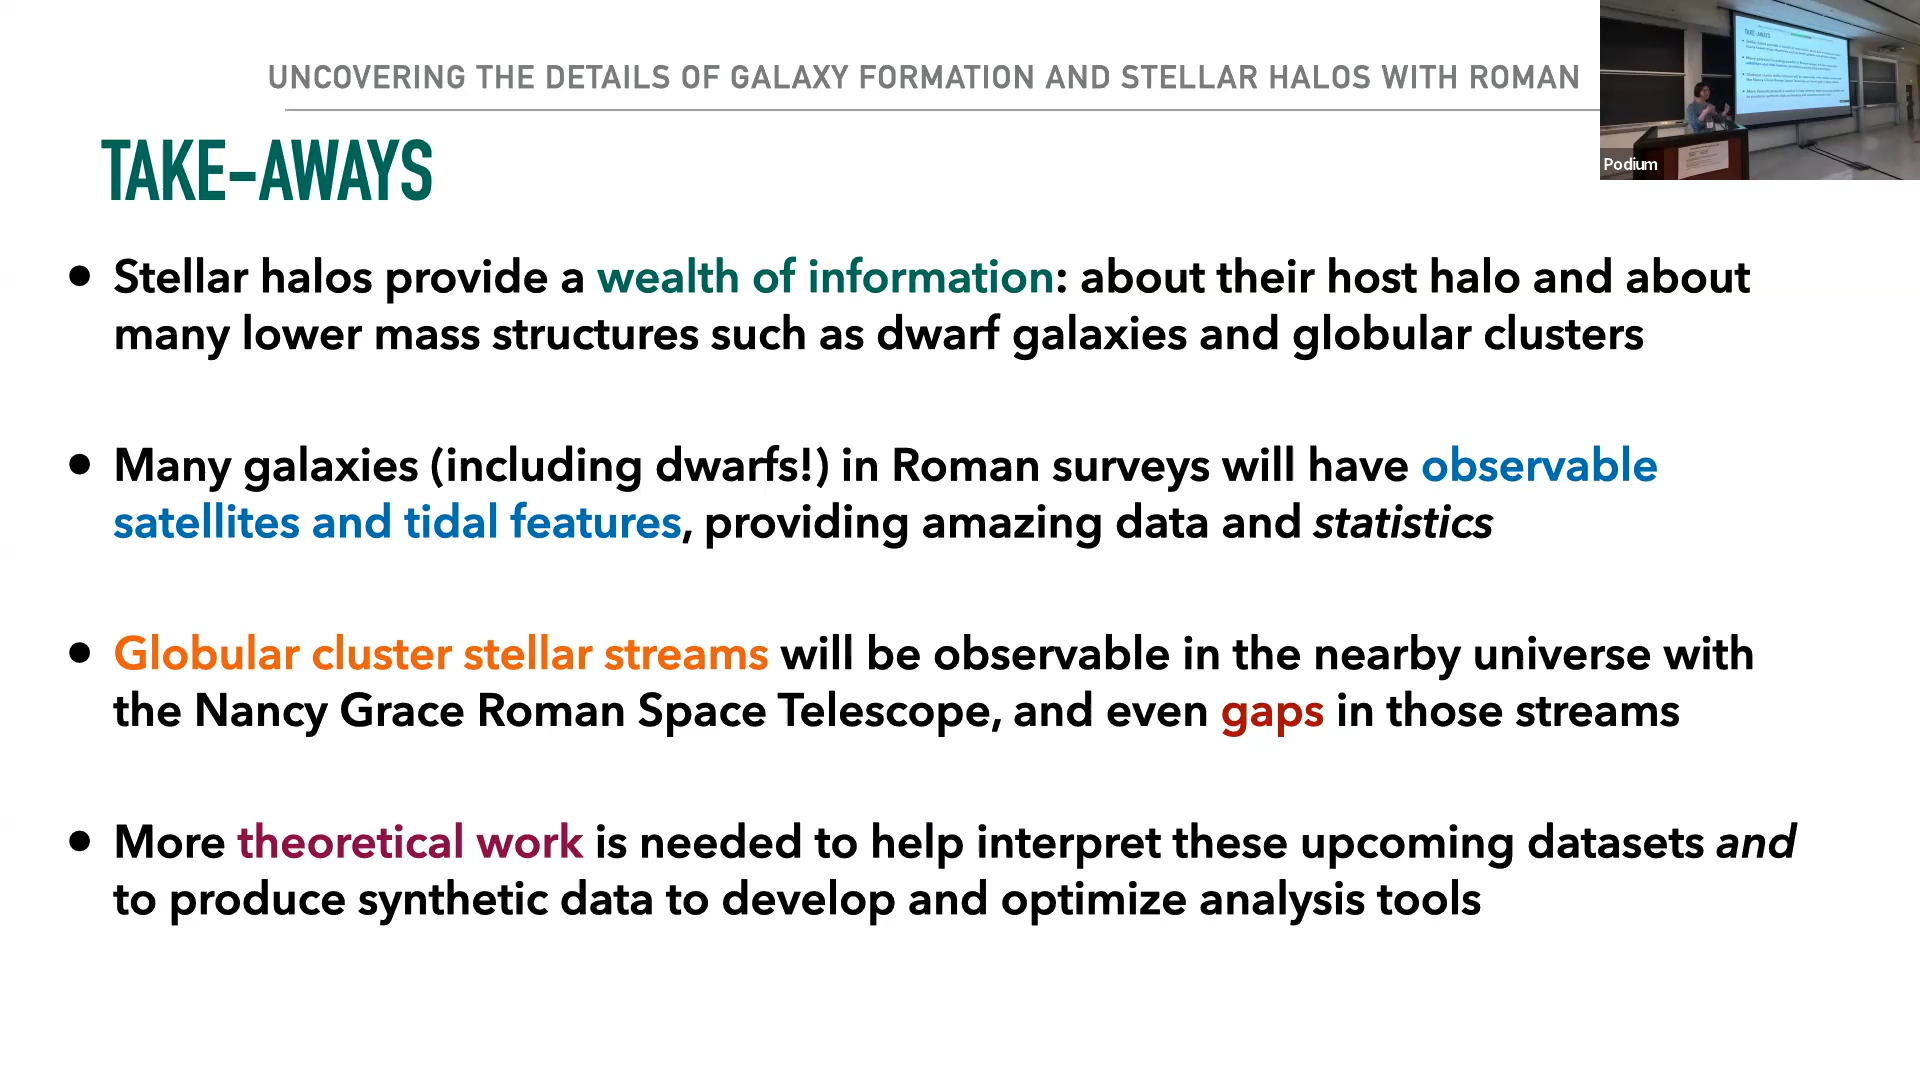 UNCOVERING THE DETAILS OF GALAXY FORMATION AND STELLAR HALOS WITH ROMAN
TAKE-AWAYS
• Stellar halos provide a wealth of information: about their host halo and about
many lower mass structures such as dwarf galaxies and globular clusters
• Many galaxies (including dwarfs!) in Roman surveys will have observable
satellites and tidal features, providing amazing data and statistics
• Globular cluster stellar streams will be observable in the nearby universe with
the Nancy Grace Roman Space Telescope, and even gaps in those streams
• More theoretical work is needed to help interpret these upcoming datasets and
to produce synthetic data to develop and optimize analysis tools
TAKE-AWAYS
Podium